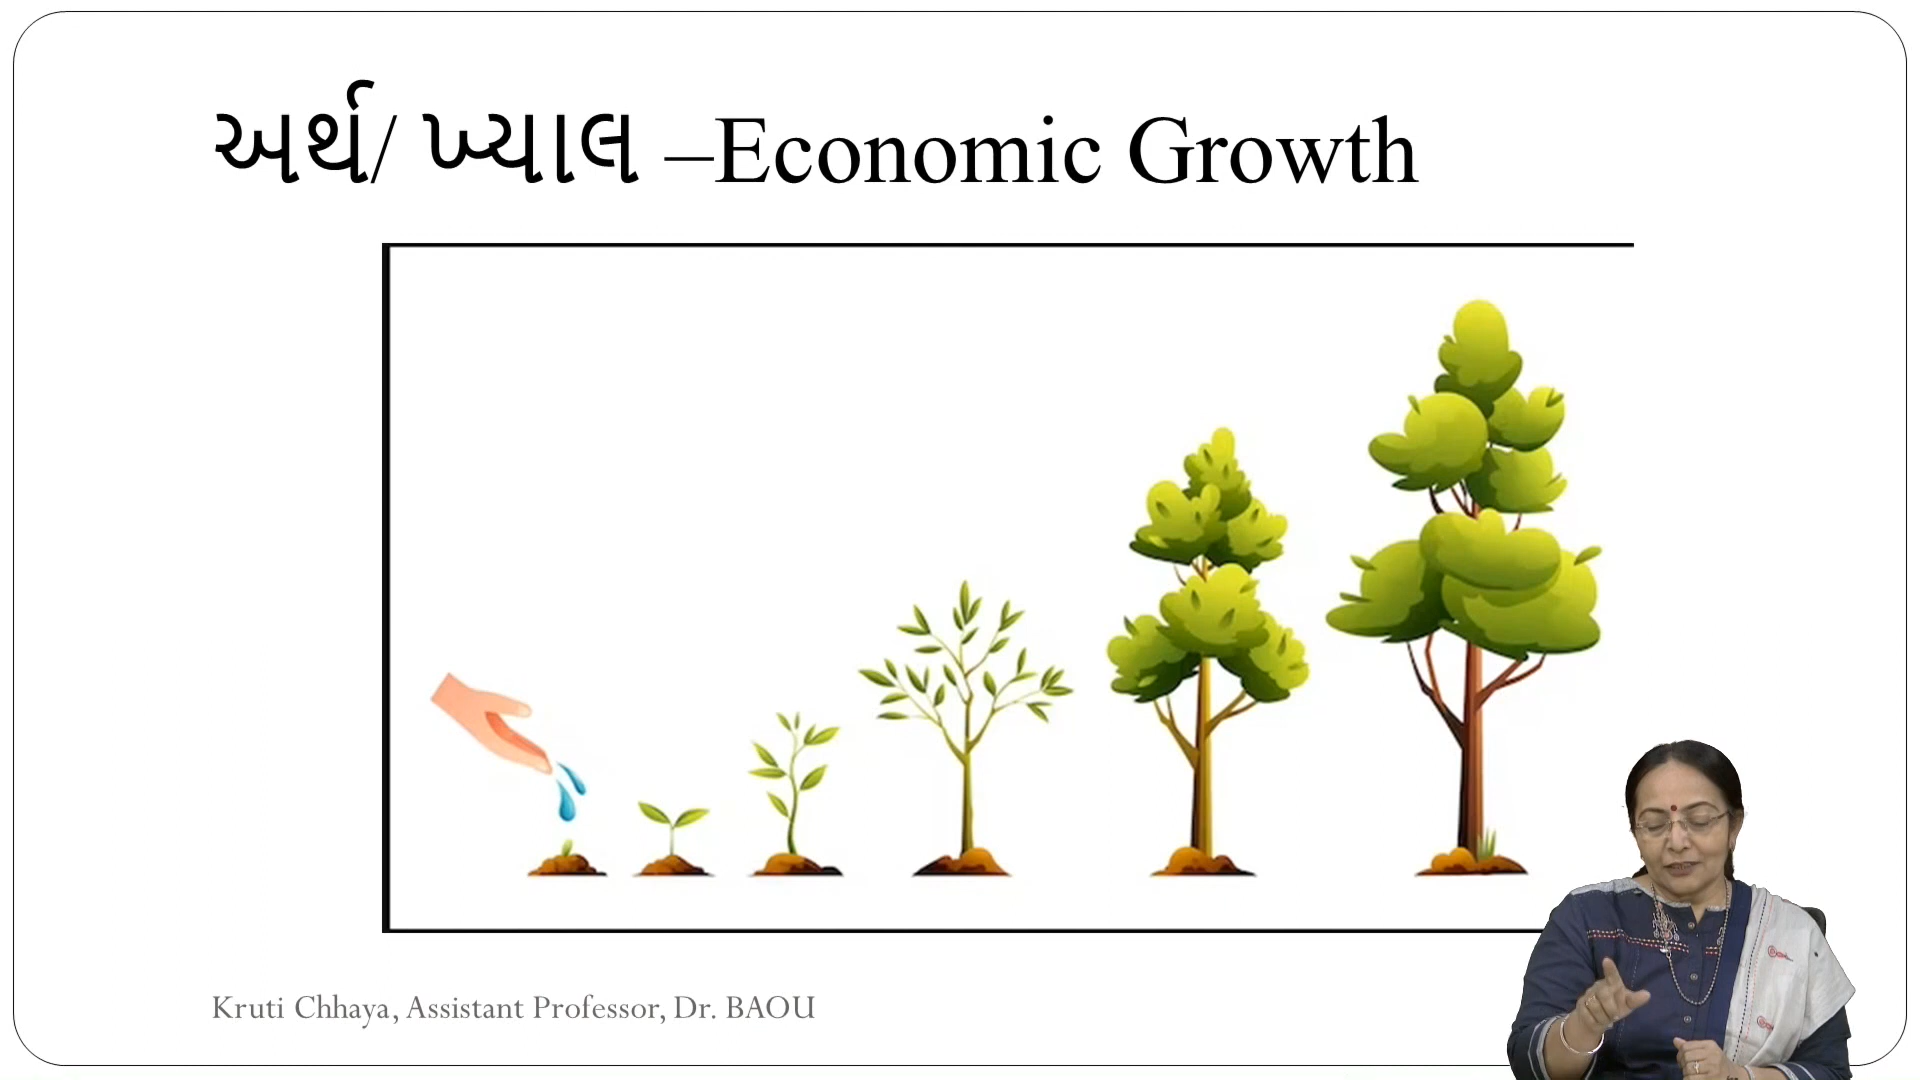 અર્થ/ ખ્યાલ –Economic Growth
Kruti Chhaya, Assistant Professor, Dr. BAOU